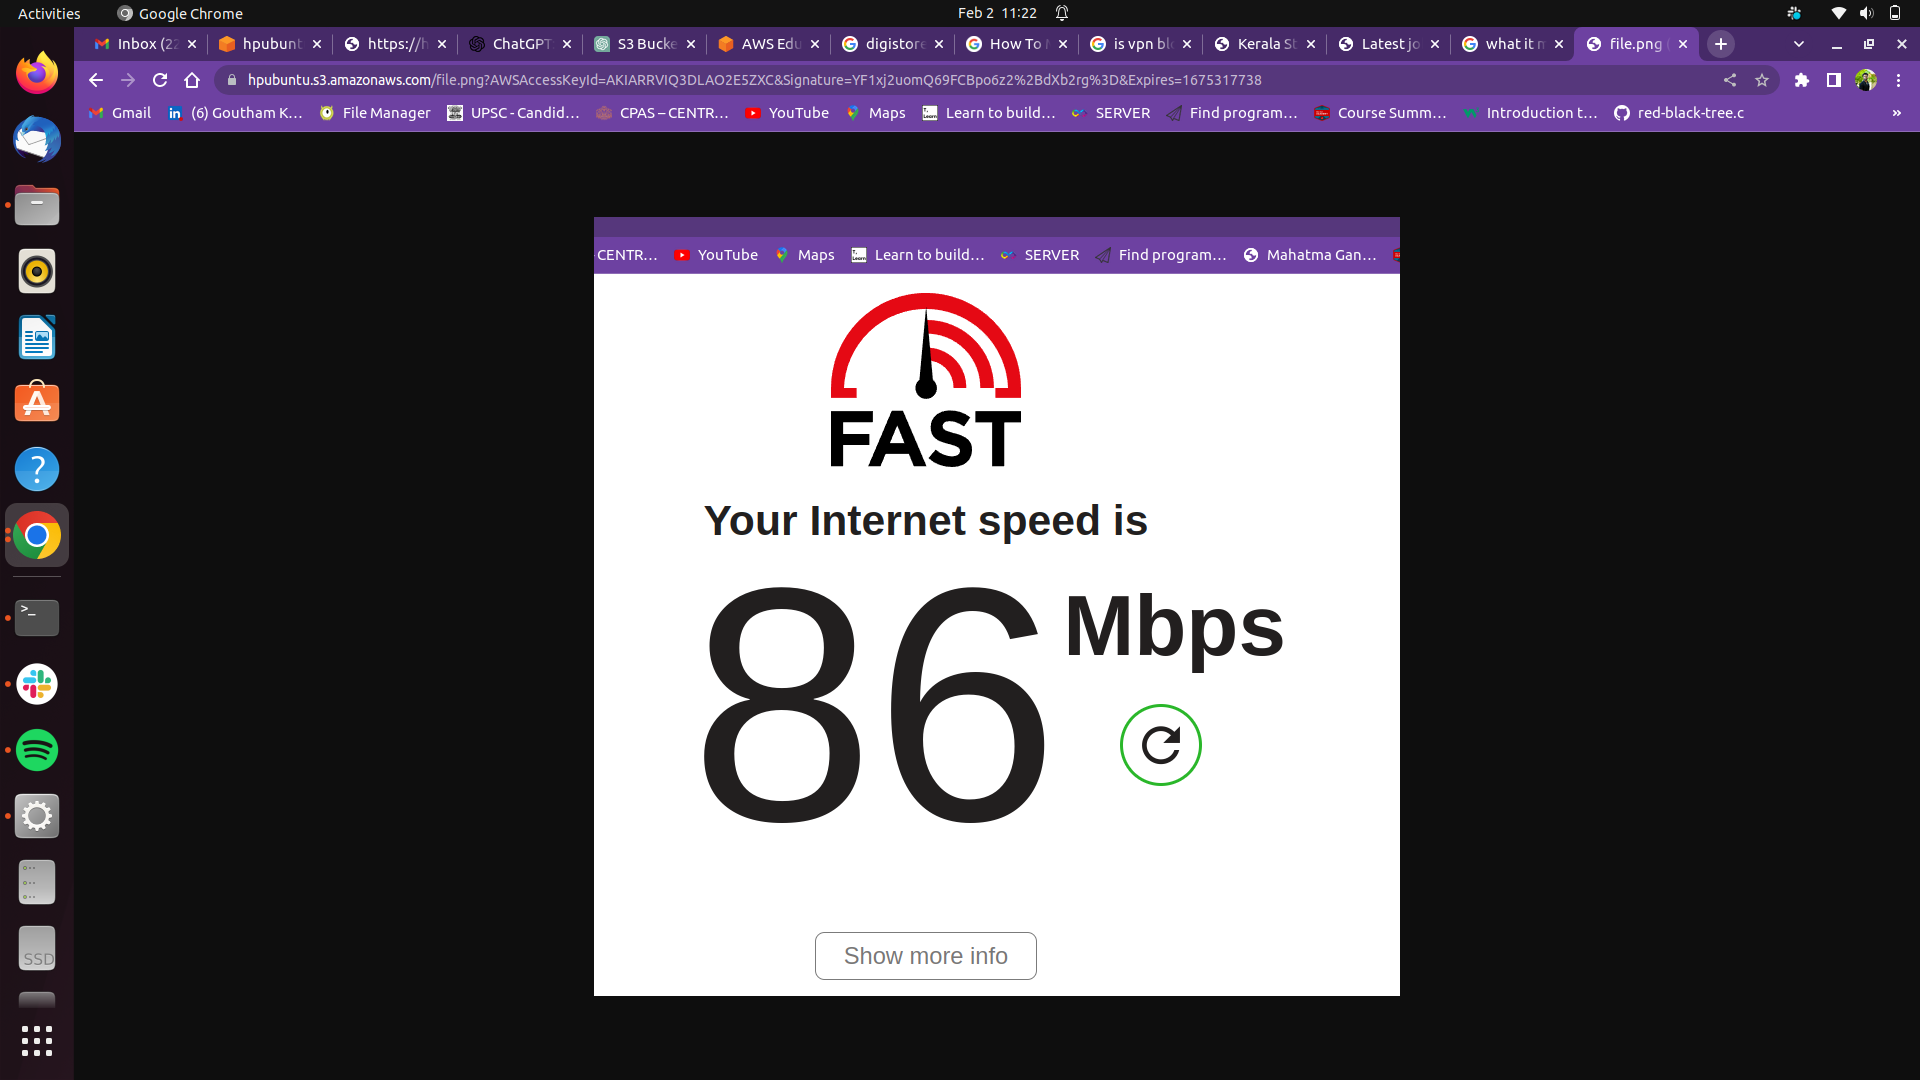 Activities Google Chrome Feb 2 11:22
Inbox (22 hpubunt https://h ChatGPT S3 Bucke AWS Edu digistore How To is vpn blo Kerala St Latest jo what it m file.png (
hpubuntu.s3.amazonaws.com/file.png?AWSAccessKeyId=AKIARRVIQ3DLAO2E5ZXC&Signature=YF1xj2uomQ69FCBpo6z2%2BdXb2rg%3D&Expires=1675317738
Gmail (6) Goutham K... File Manager UPSC - Candid... CPAS – CENTR... YouTube Maps Learn to build... SERVER Find program... Course Summ... Introduction t... red-black-tree.c »
CENTR... YouTube Maps Learn to build... SERVER Find program... Mahatma Gan...
FAST
Your Internet speed is
86 Mbps
Show more info
SSD